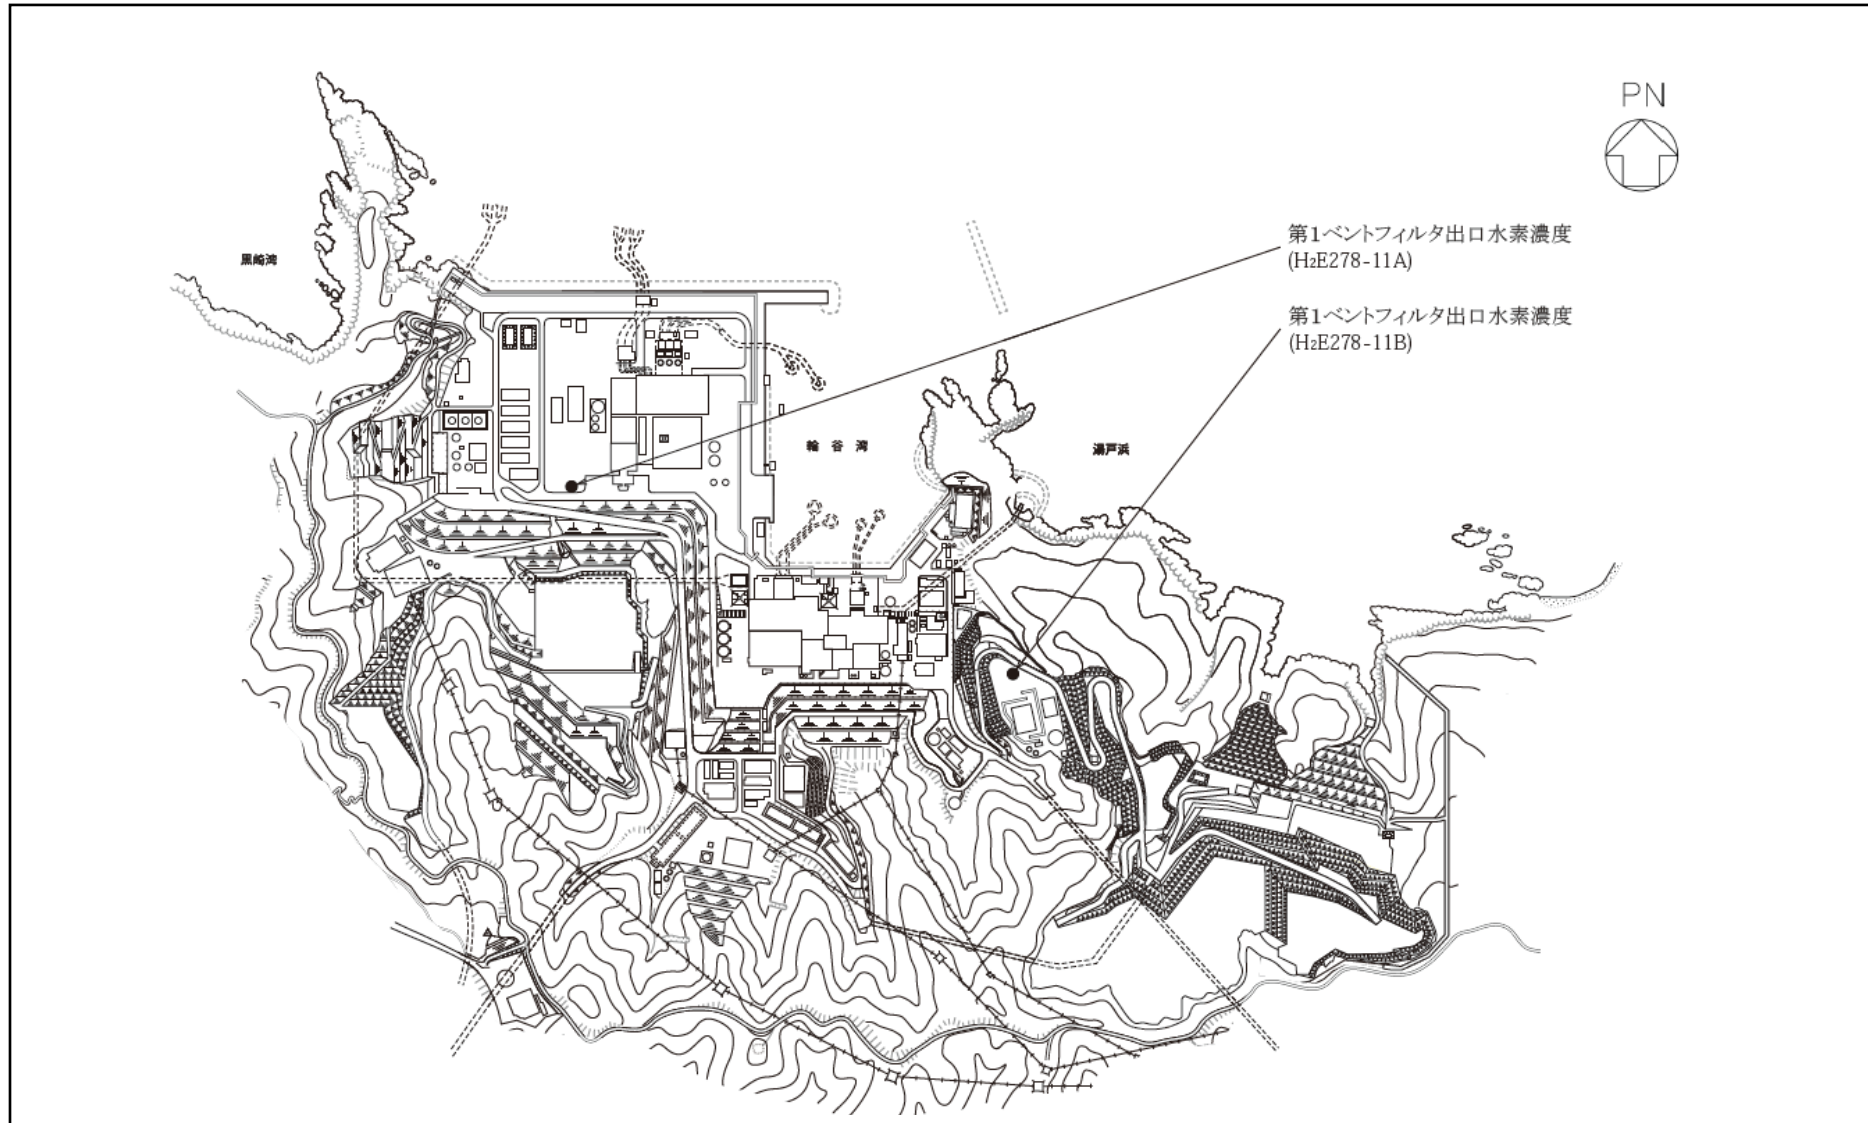 PN
第1ベントフィルタ出口水素濃度
(H2E278-11A)
黒崎湾
第1ベントフィルタ出口水素濃度
(H2E278-11B)
輪谷湾
湯戸浜